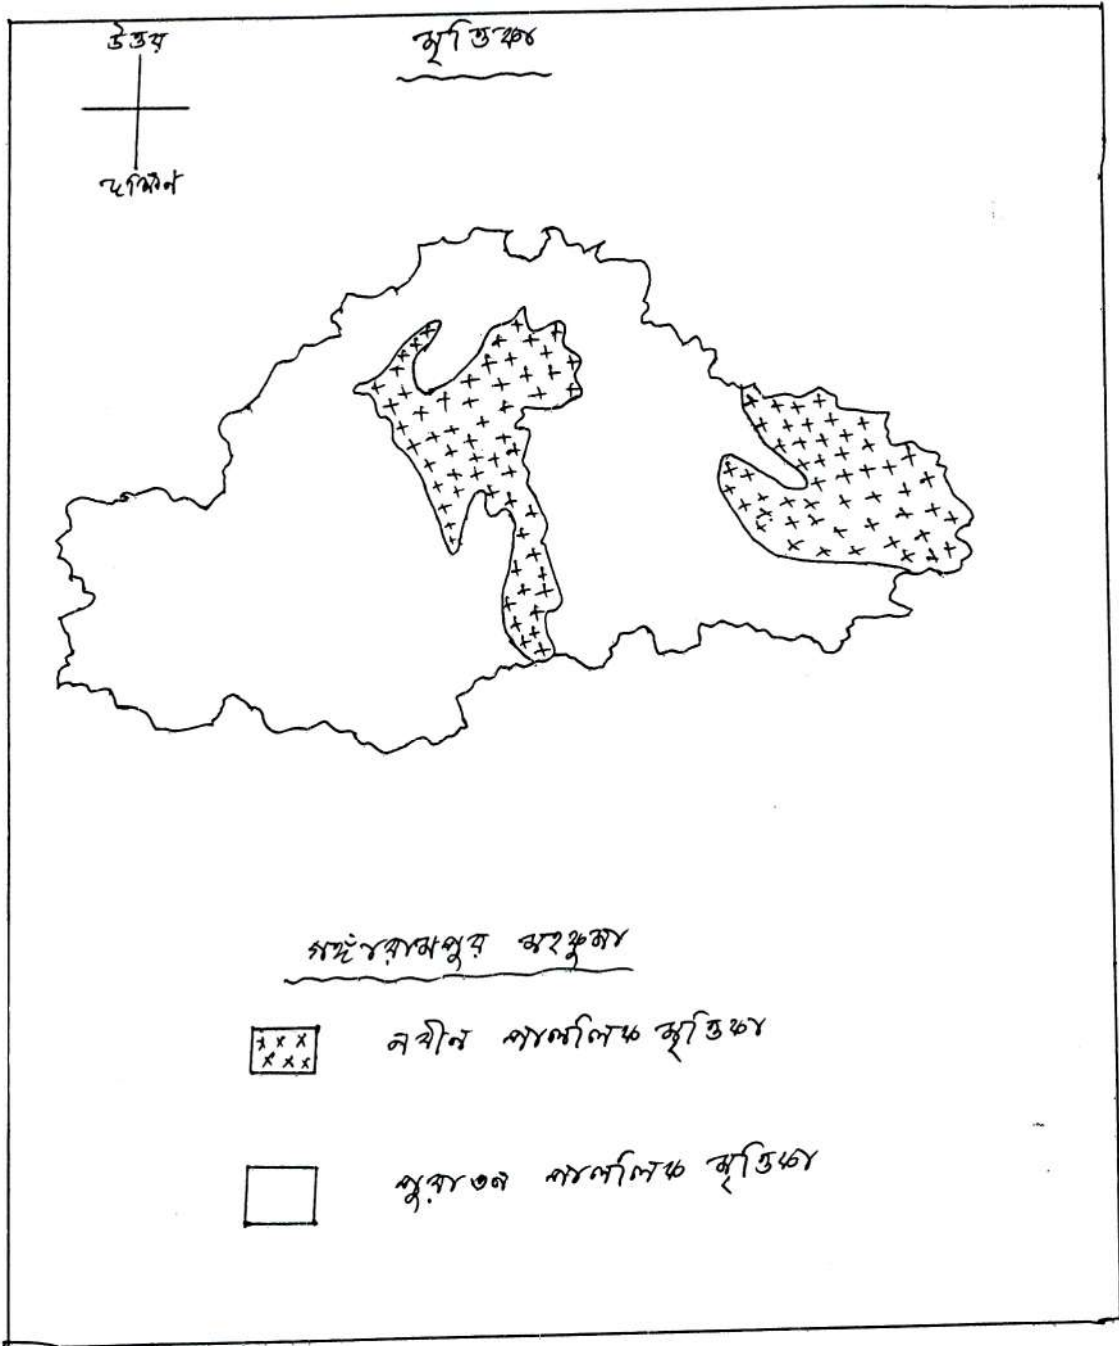 উত্তর
মৃত্তিকা
দক্ষিণ
গঙ্গারামপুর মহকুমা
নবীন পাললিক মৃত্তিকা
পুরাতন পাললিক মৃত্তিকা